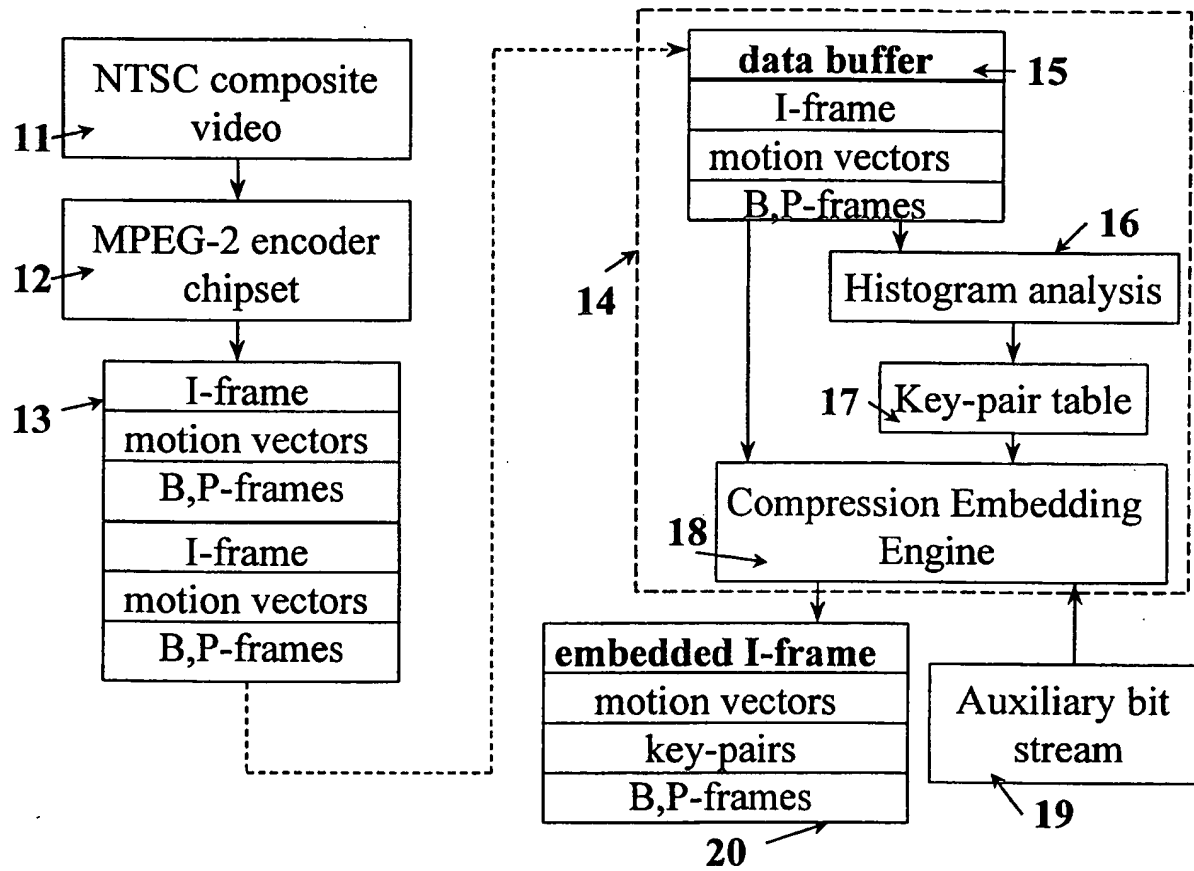 NTSC composite
video
11
MPEG-2 encoder
chipset
12
13
I-frame
motion vectors
B,P-frames
I-frame
motion vectors
B,P-frames
14
data buffer
15
I-frame
motion vectors
B,P-frames
16
Histogram analysis
17
Key-pair table
Compression Embedding
Engine
18
embedded I-frame
motion vectors
key-pairs
B,P-frames
20
Auxiliary bit
stream
19